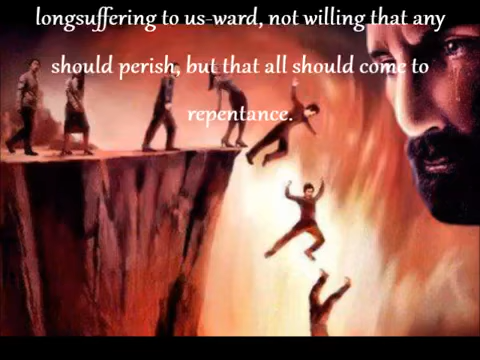 longsuffering to us-ward, not willing that any
should perish, but that all should come to
repentance.